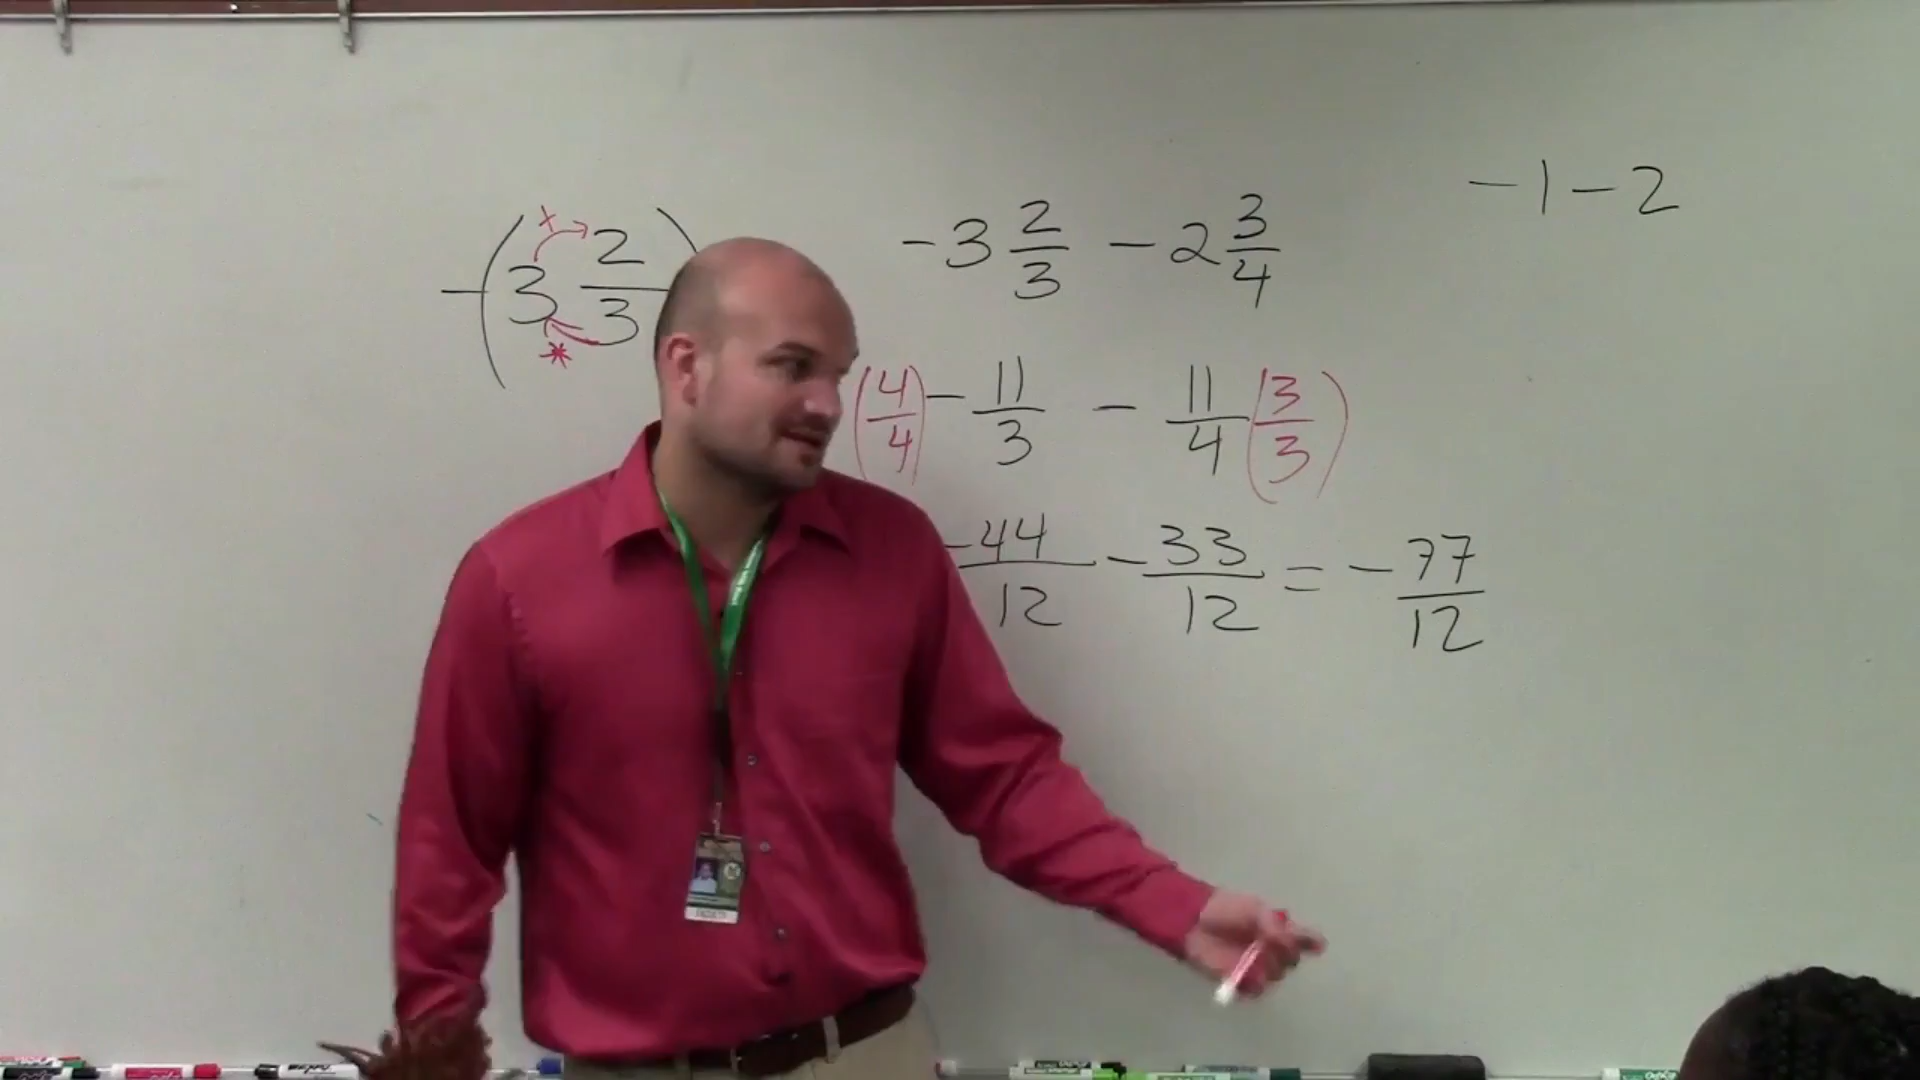 -(3 2/3)
× *
-3 2/3 - 2 3/4
-1-2
(4/4) - 11/3 - 11/4 (3/3)
-44/12 - 33/12 = -77/12
FACULTY